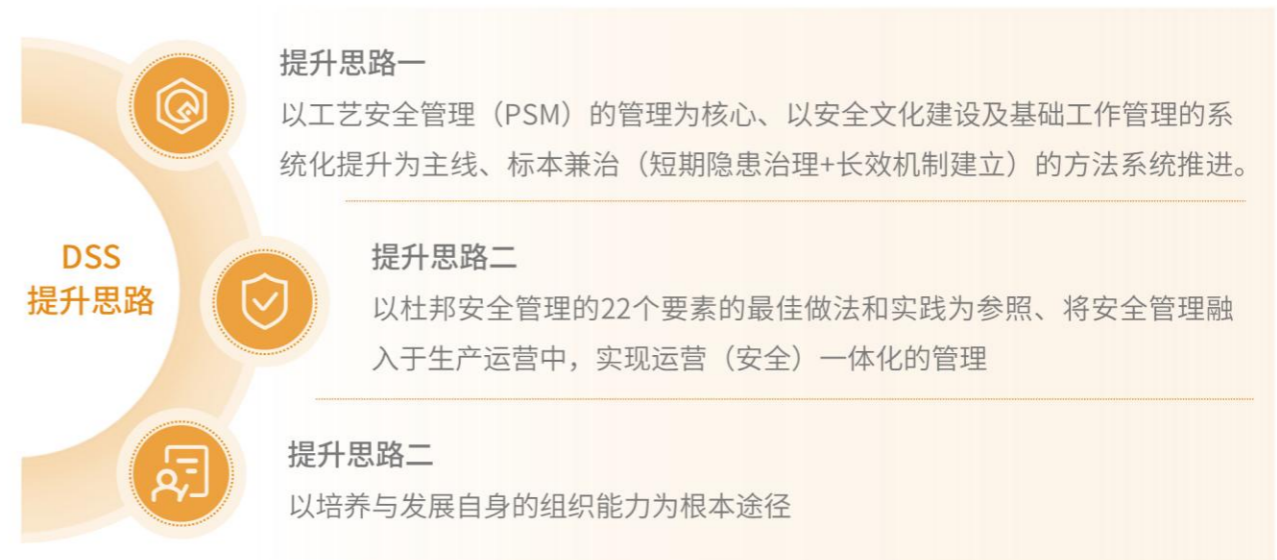 提升思路一
以工艺安全管理（PSM）的管理为核心、以安全文化建设及基础工作管理的系
统化提升为主线、标本兼治（短期隐患治理+长效机制建立）的方法系统推进。
DSS
提升思路
提升思路二
以杜邦安全管理的22个要素的最佳做法和实践为参照、将安全管理融
入于生产运营中，实现运营（安全）一体化的管理
提升思路二
以培养与发展自身的组织能力为根本途径